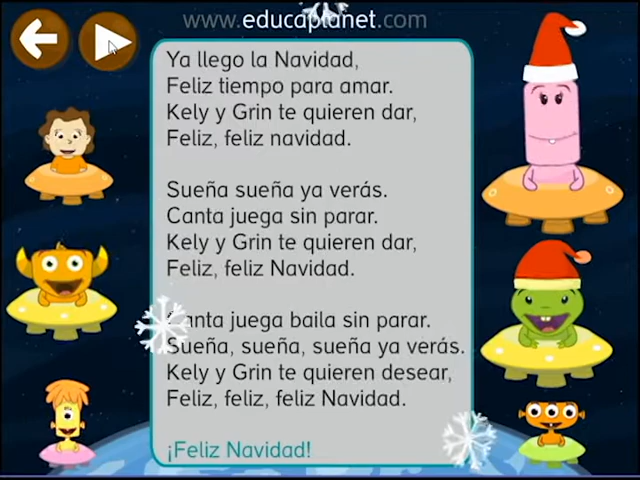 www.educaplanet.com
Ya llego la Navidad,
Feliz tiempo para amar.
Kely y Grin te quieren dar,
Feliz, feliz navidad.
Sueña sueña ya verás.
Canta juega sin parar.
Kely y Grin te quieren dar,
Feliz, feliz Navidad.
Canta juega baila sin parar.
Sueña, sueña, sueña ya verás.
Kely y Grin te quieren desear,
Feliz, feliz, feliz Navidad.
¡Feliz Navidad!